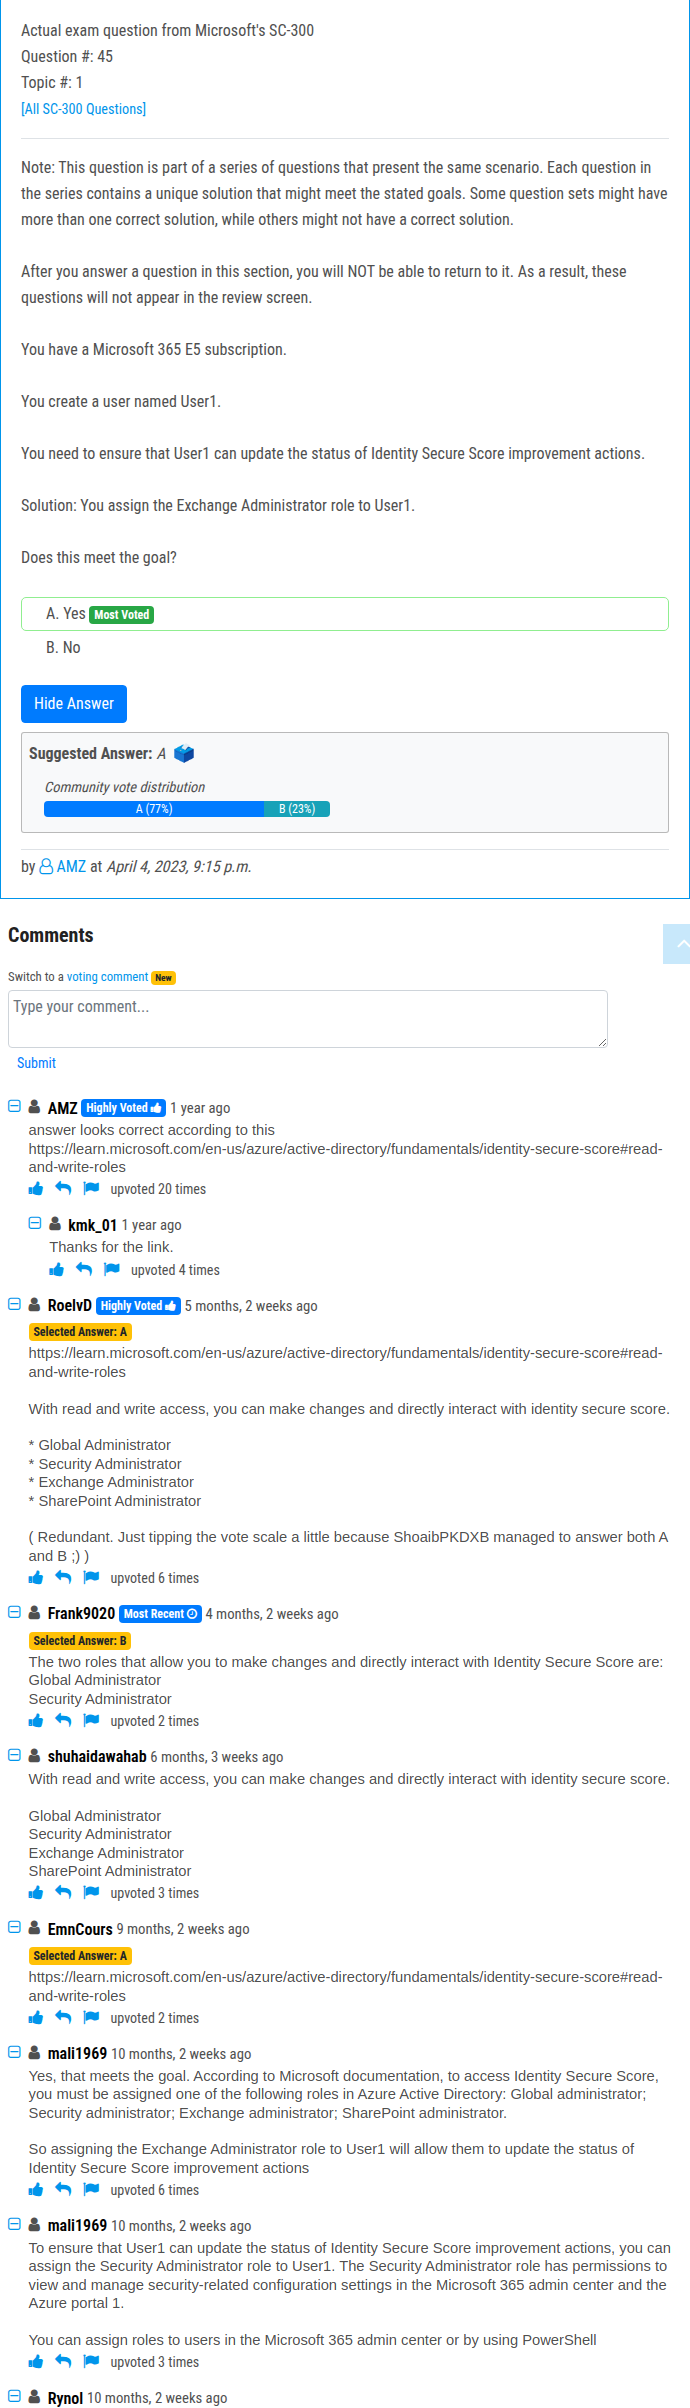 Actual exam question from Microsoft's SC-300
Question #: 45
Topic #: 1
[All SC-300 Questions]
Note: This question is part of a series of questions that present the same scenario. Each question in
the series contains a unique solution that might meet the stated goals. Some question sets might have
more than one correct solution, while others might not have a correct solution.
After you answer a question in this section, you will NOT be able to return to it. As a result, these
questions will not appear in the review screen.
You have a Microsoft 365 E5 subscription.
You create a user named User1.
You need to ensure that User1 can update the status of Identity Secure Score improvement actions.
Solution: You assign the Exchange Administrator role to User1.
Does this meet the goal?
A. Yes Most Voted
B. No
Hide Answer
Suggested Answer: A
Community vote distribution
A (77%) B (23%)
by AMZ at April 4, 2023, 9:15 p.m.
Comments
Switch to a voting comment New
Type your comment...
Submit
AMZ Highly Voted 1 year ago
answer looks correct according to this
https://learn.microsoft.com/en-us/azure/active-directory/fundamentals/identity-secure-score#read-
and-write-roles
upvoted 20 times
kmk_01 1 year ago
Thanks for the link.
upvoted 4 times
RoelvD Highly Voted 5 months, 2 weeks ago
Selected Answer: A
https://learn.microsoft.com/en-us/azure/active-directory/fundamentals/identity-secure-score#read-
and-write-roles
With read and write access, you can make changes and directly interact with identity secure score.
* Global Administrator
* Security Administrator
* Exchange Administrator
* SharePoint Administrator
( Redundant. Just tipping the vote scale a little because ShoaibPKDXB managed to answer both A
and B ;) )
upvoted 6 times
Frank9020 Most Recent 4 months, 2 weeks ago
Selected Answer: B
The two roles that allow you to make changes and directly interact with Identity Secure Score are:
Global Administrator
Security Administrator
upvoted 2 times
shuhaidawahab 6 months, 3 weeks ago
With read and write access, you can make changes and directly interact with identity secure score.
Global Administrator
Security Administrator
Exchange Administrator
SharePoint Administrator
upvoted 3 times
EmnCours 9 months, 2 weeks ago
Selected Answer: A
https://learn.microsoft.com/en-us/azure/active-directory/fundamentals/identity-secure-score#read-
and-write-roles
upvoted 2 times
mali1969 10 months, 2 weeks ago
Yes, that meets the goal. According to Microsoft documentation, to access Identity Secure Score,
you must be assigned one of the following roles in Azure Active Directory: Global administrator;
Security administrator; Exchange administrator; SharePoint administrator.
So assigning the Exchange Administrator role to User1 will allow them to update the status of
Identity Secure Score improvement actions
upvoted 6 times
mali1969 10 months, 2 weeks ago
To ensure that User1 can update the status of Identity Secure Score improvement actions, you can
assign the Security Administrator role to User1. The Security Administrator role has permissions to
view and manage security-related configuration settings in the Microsoft 365 admin center and the
Azure portal 1.
You can assign roles to users in the Microsoft 365 admin center or by using PowerShell
upvoted 3 times
Rynol 10 months, 2 weeks ago